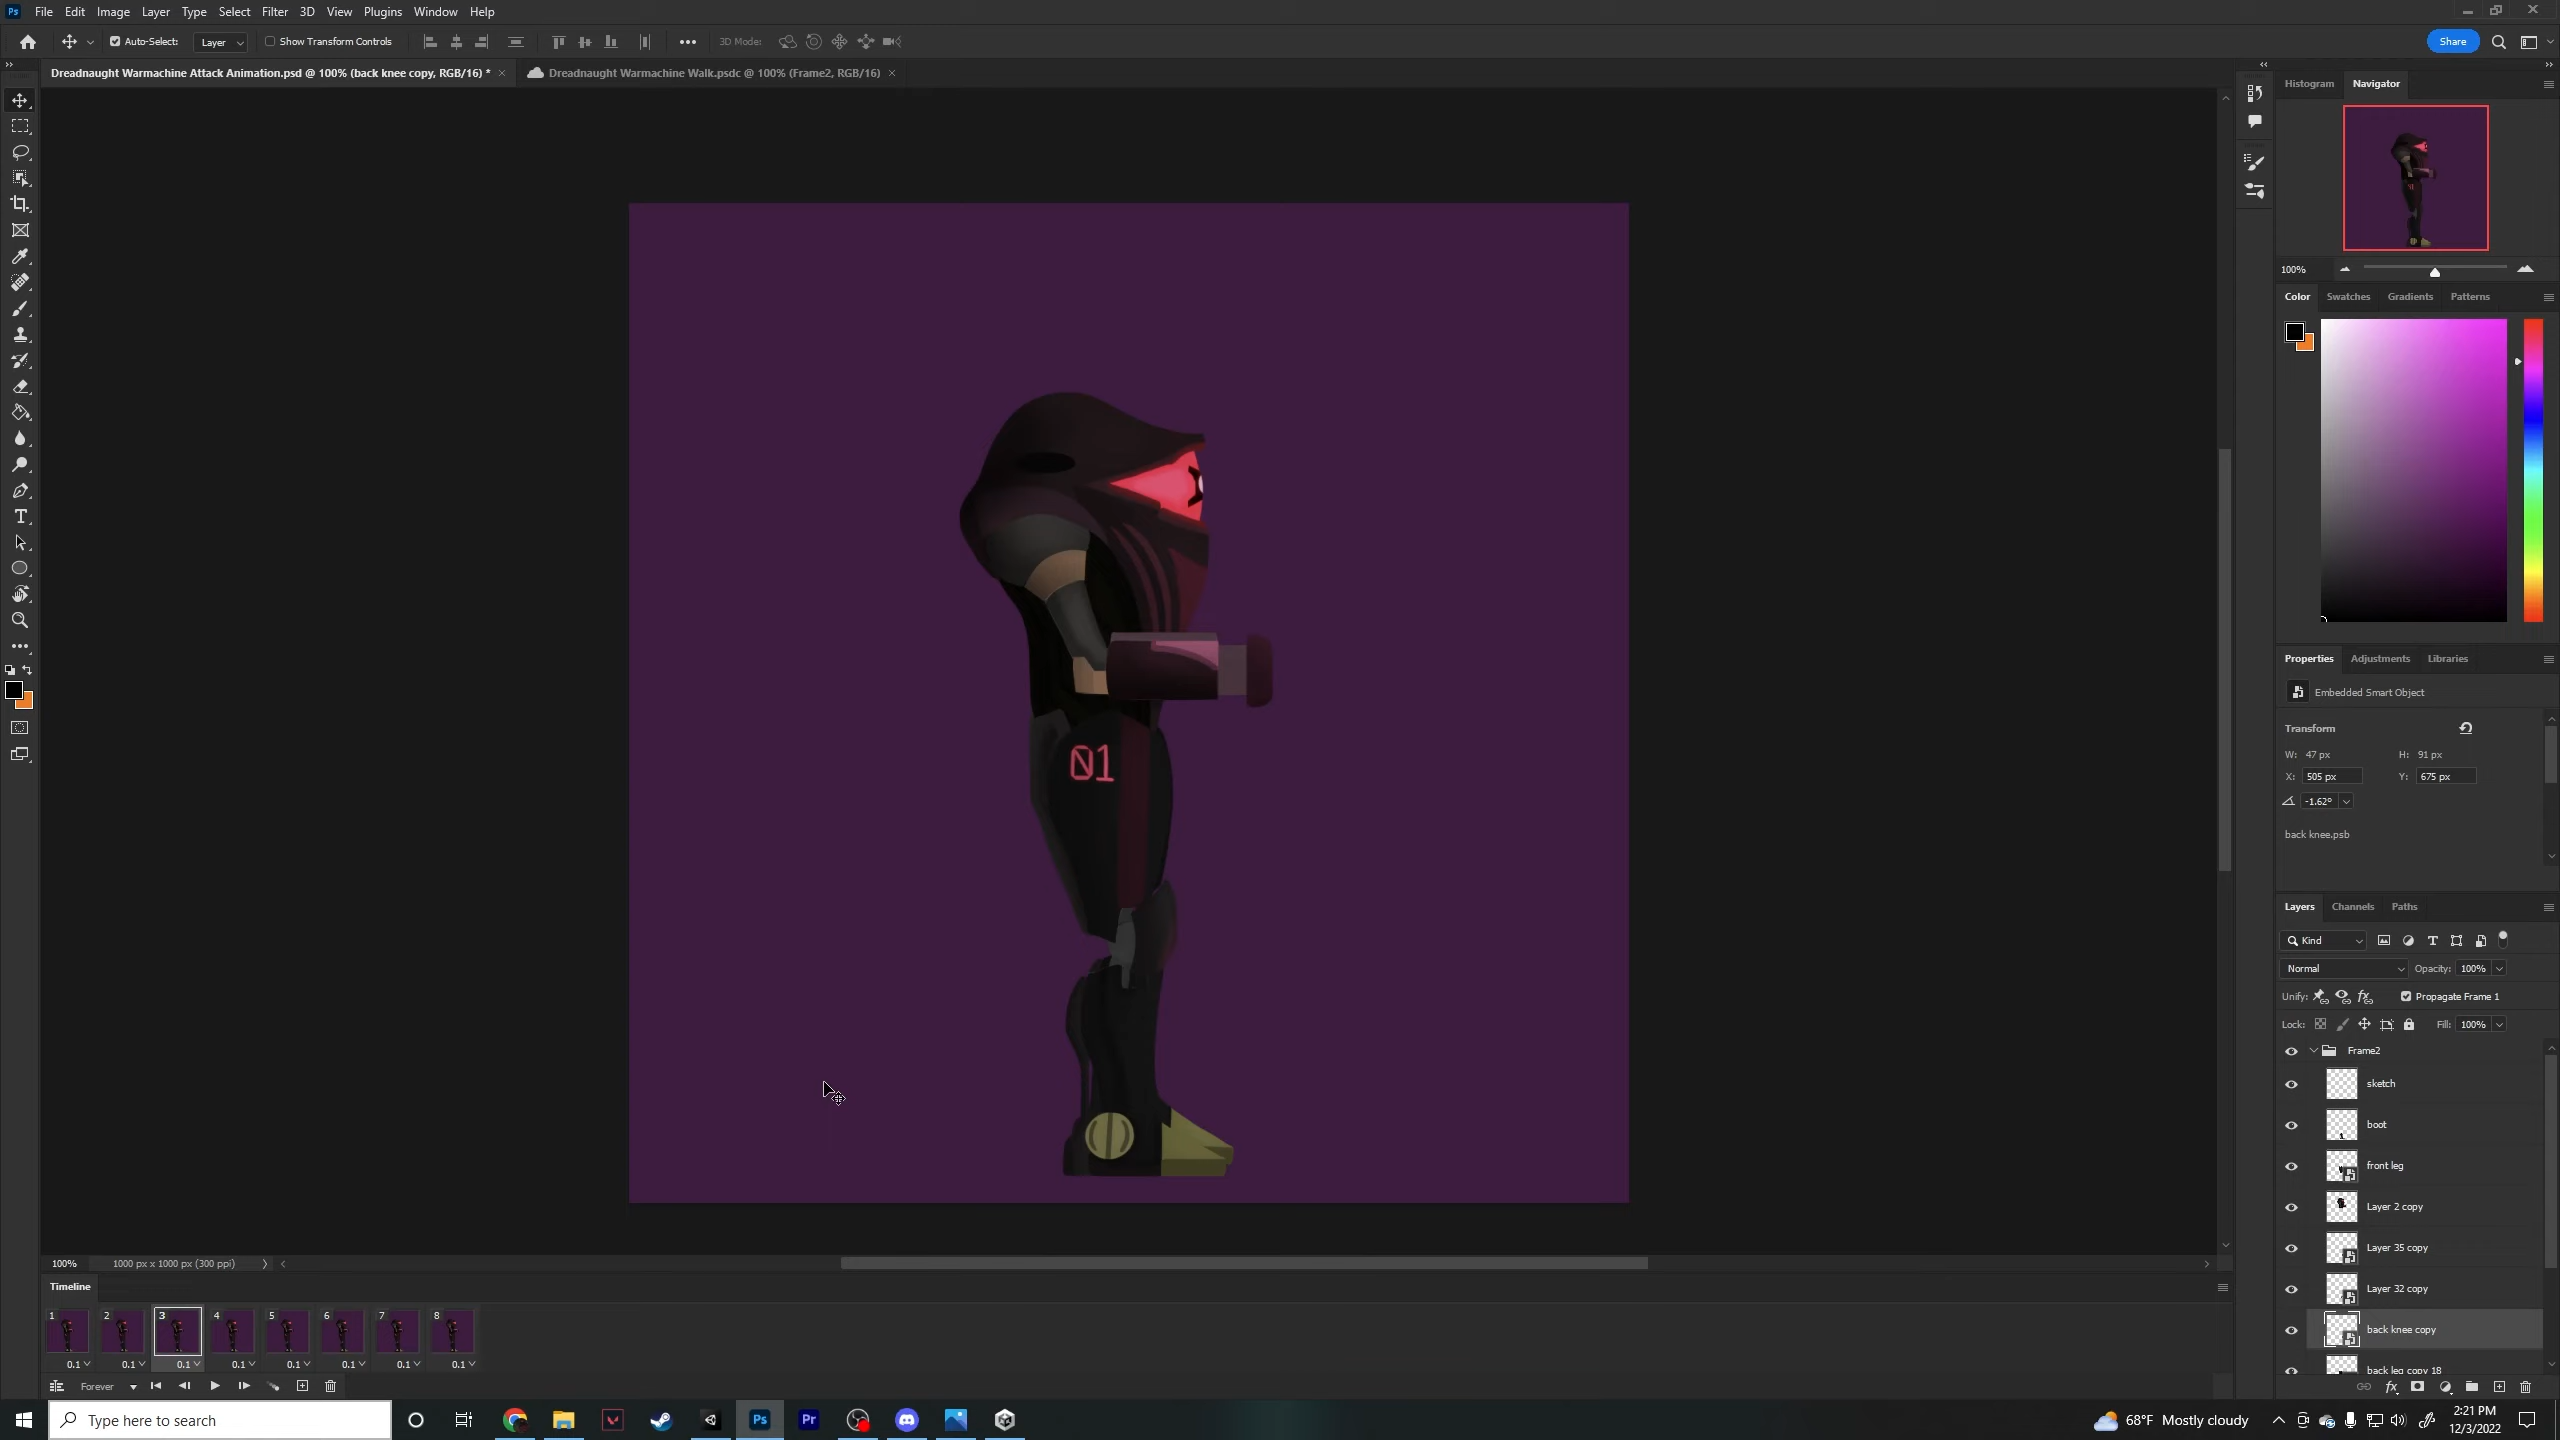 Ps File Edit Image Layer Type Select Filter 3D View Plugins Window Help
Auto-Select: Layer Show Transform Controls 3D Mode: Share
Dreadnaught Warmachine Attack Animation.psd @ 100% (back knee copy, RGB/16) * Dreadnaught Warmachine Walk.psdc @ 100% (Frame2, RGB/16)
Histogram Navigator
100%
Color Swatches Gradients Patterns
01
Properties Adjustments Libraries
Embedded Smart Object
Transform
W: 47 px H: 91 px
X: 505 px Y: 675 px
-1.62°
back knee.psb
Layers Channels Paths
Kind
Normal Opacity: 100%
Unify: Propagate Frame 1
Lock: Fill: 100%
Frame2
sketch
boot
front leg
Layer 2 copy
Layer 35 copy
Layer 32 copy
back knee copy
back leg copy 18
100% 1000 px x 1000 px (300 ppi)
Timeline
1 2 3 4 5 6 7 8
0.1 0.1 0.1 0.1 0.1 0.1 0.1 0.1
Forever
Type here to search
Ps Pr
68°F Mostly cloudy
2:21 PM
12/3/2022